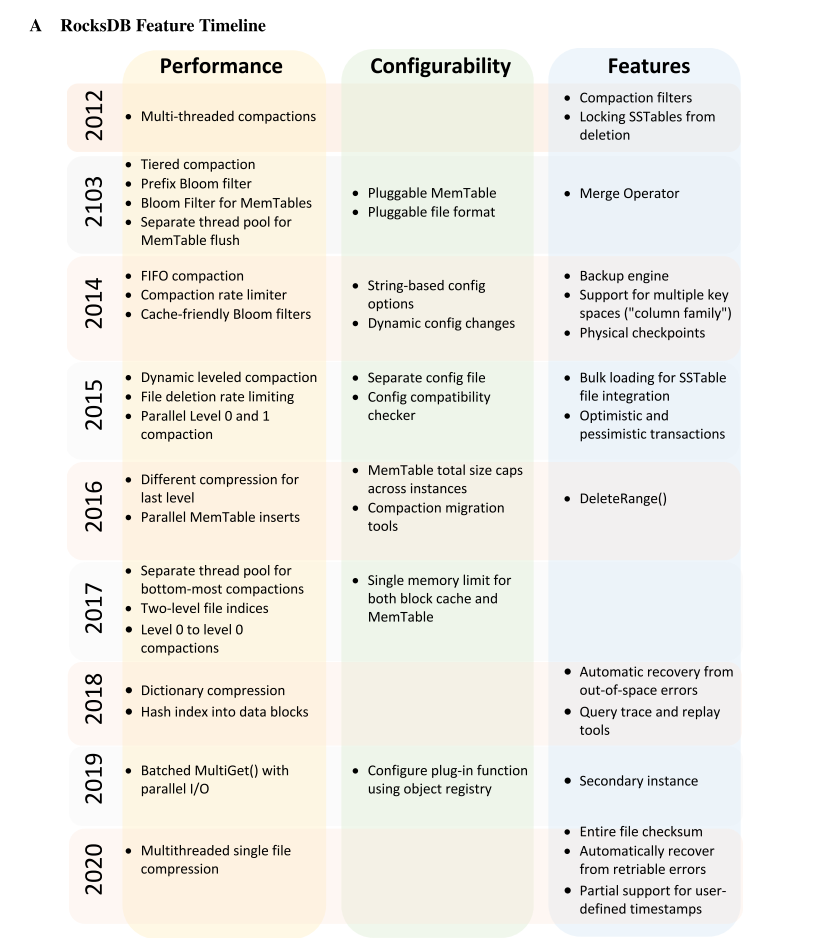 A RocksDB Feature Timeline
Performance
Configurability
Features
2012
• Multi-threaded compactions
• Compaction filters
• Locking SSTables from
deletion
2103
• Tiered compaction
• Prefix Bloom filter
• Bloom Filter for MemTables
• Separate thread pool for
MemTable flush
• Pluggable MemTable
• Pluggable file format
• Merge Operator
2014
• FIFO compaction
• Compaction rate limiter
• Cache-friendly Bloom filters
• String-based config
options
• Dynamic config changes
• Backup engine
• Support for multiple key
spaces ("column family")
• Physical checkpoints
2015
• Dynamic leveled compaction
• File deletion rate limiting
• Parallel Level 0 and 1
compaction
• Separate config file
• Config compatibility
checker
• Bulk loading for SSTable
file integration
• Optimistic and
pessimistic transactions
2016
• Different compression for
last level
• Parallel MemTable inserts
• MemTable total size caps
across instances
• Compaction migration
tools
• DeleteRange()
2017
• Separate thread pool for
bottom-most compactions
• Two-level file indices
• Level 0 to level 0
compactions
• Single memory limit for
both block cache and
MemTable
2018
• Dictionary compression
• Hash index into data blocks
• Automatic recovery from
out-of-space errors
• Query trace and replay
tools
2019
• Batched MultiGet() with
parallel I/O
• Configure plug-in function
using object registry
• Secondary instance
2020
• Multithreaded single file
compression
• Entire file checksum
• Automatically recover
from retriable errors
• Partial support for user-
defined timestamps